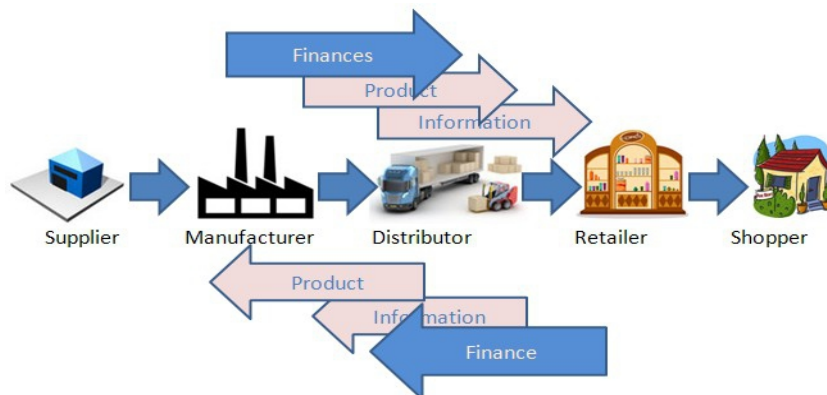 Finances
Product
Information
Supplier
Manufacturer
Distributor
Retailer
Shopper
Product
Information
Finance